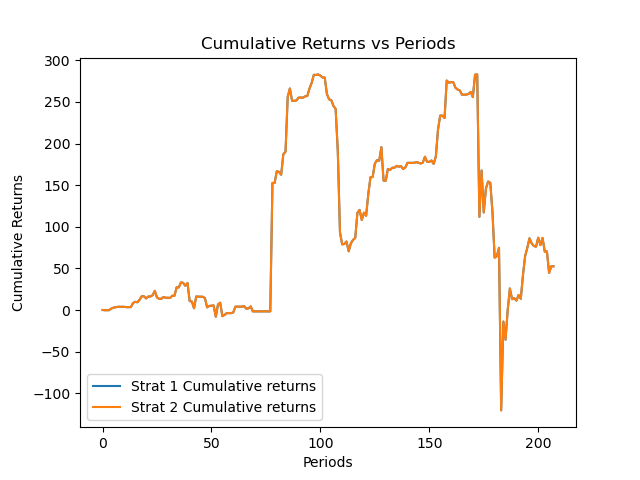 Cumulative Returns vs Periods
300
250
200
150
100
50
0
−50
−100
Cumulative Returns
Strat 1 Cumulative returns
Strat 2 Cumulative returns
0 50 100 150 200
Periods